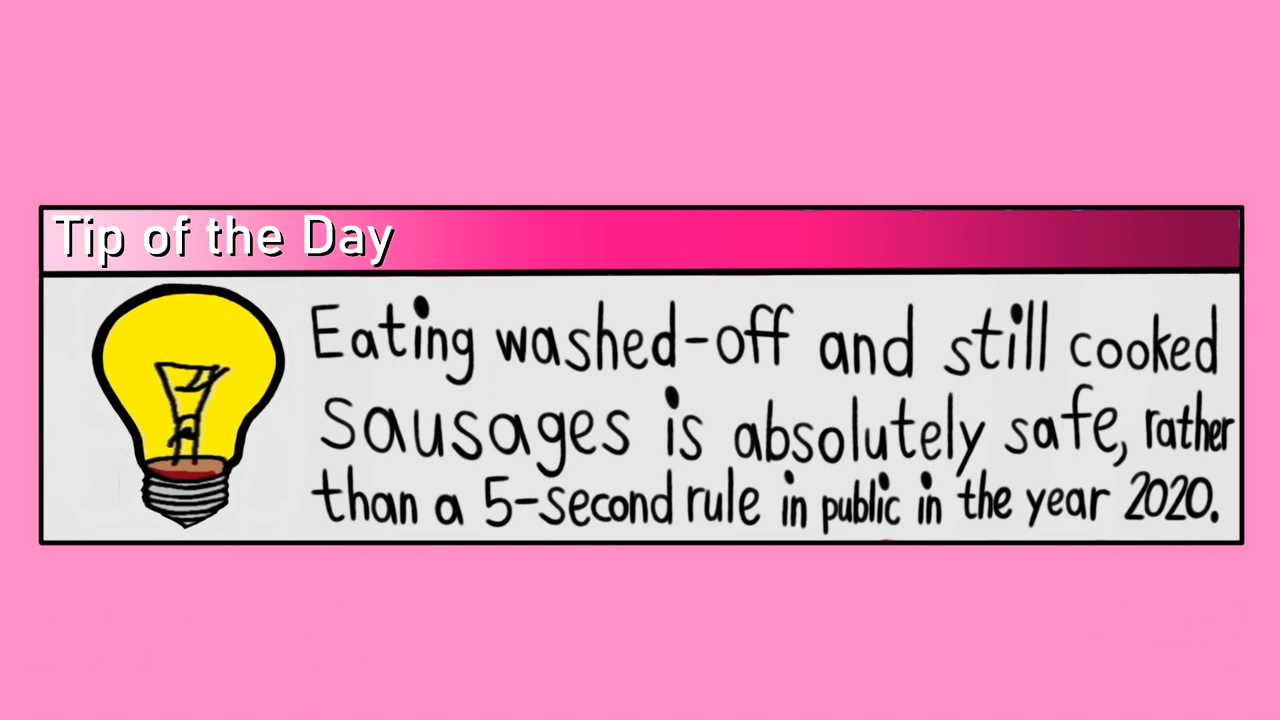 Tip of the Day
Eating washed-off and still cooked
sausages is absolutely safe, rather
than a 5-second rule in public in the year 2020.